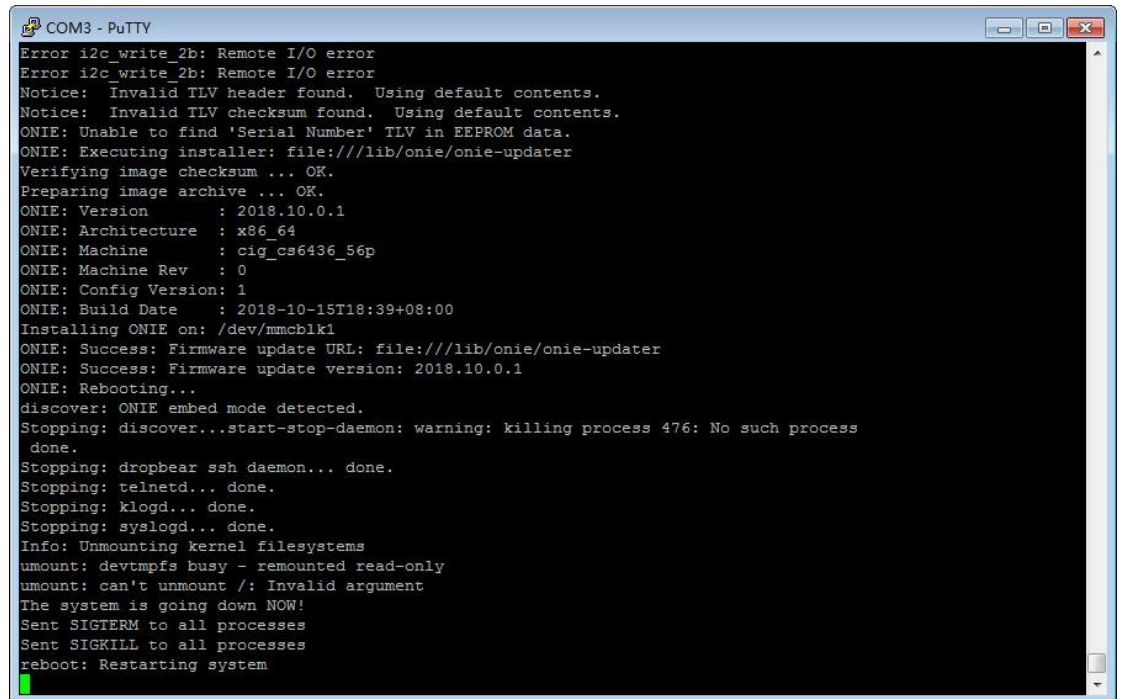 COM3 - PuTTY
Error i2c_write_2b: Remote I/O error
Error i2c_write_2b: Remote I/O error
Notice:  Invalid TLV header found.  Using default contents.
Notice:  Invalid TLV checksum found.  Using default contents.
ONIE: Unable to find 'Serial Number' TLV in EEPROM data.
ONIE: Executing installer: file:///lib/onie/onie-updater
Verifying image checksum ... OK.
Preparing image archive ... OK.
ONIE: Version       : 2018.10.0.1
ONIE: Architecture  : x86_64
ONIE: Machine       : cig_cs6436_56p
ONIE: Machine Rev   : 0
ONIE: Config Version: 1
ONIE: Build Date    : 2018-10-15T18:39+08:00
Installing ONIE on: /dev/mmcblk1
ONIE: Success: Firmware update URL: file:///lib/onie/onie-updater
ONIE: Success: Firmware update version: 2018.10.0.1
ONIE: Rebooting...
discover: ONIE embed mode detected.
Stopping: discover...start-stop-daemon: warning: killing process 476: No such process
 done.
Stopping: dropbear ssh daemon... done.
Stopping: telnetd... done.
Stopping: klogd... done.
Stopping: syslogd... done.
Info: Unmounting kernel filesystems
umount: devtmpfs busy - remounted read-only
umount: can't unmount /: Invalid argument
The system is going down NOW!
Sent SIGTERM to all processes
Sent SIGKILL to all processes
reboot: Restarting system